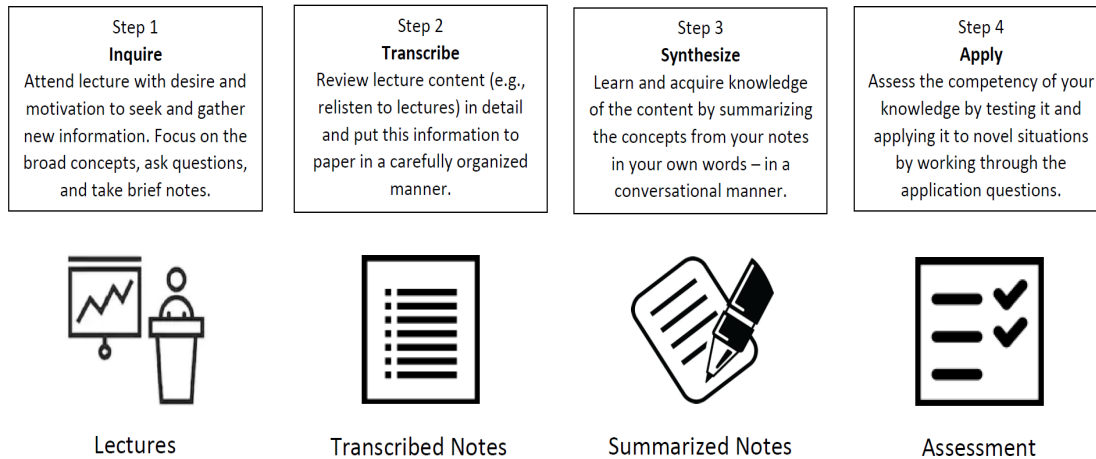 Step 1
Inquire
Attend lecture with desire and
motivation to seek and gather
new information. Focus on the
broad concepts, ask questions,
and take brief notes.
Step 2
Transcribe
Review lecture content (e.g.,
relisten to lectures) in detail
and put this information to
paper in a carefully organized
manner.
Step 3
Synthesize
Learn and acquire knowledge
of the content by summarizing
the concepts from your notes
in your own words – in a
conversational manner.
Step 4
Apply
Assess the competency of your
knowledge by testing it and
applying it to novel situations
by working through the
application questions.
Lectures
Transcribed Notes
Summarized Notes
Assessment